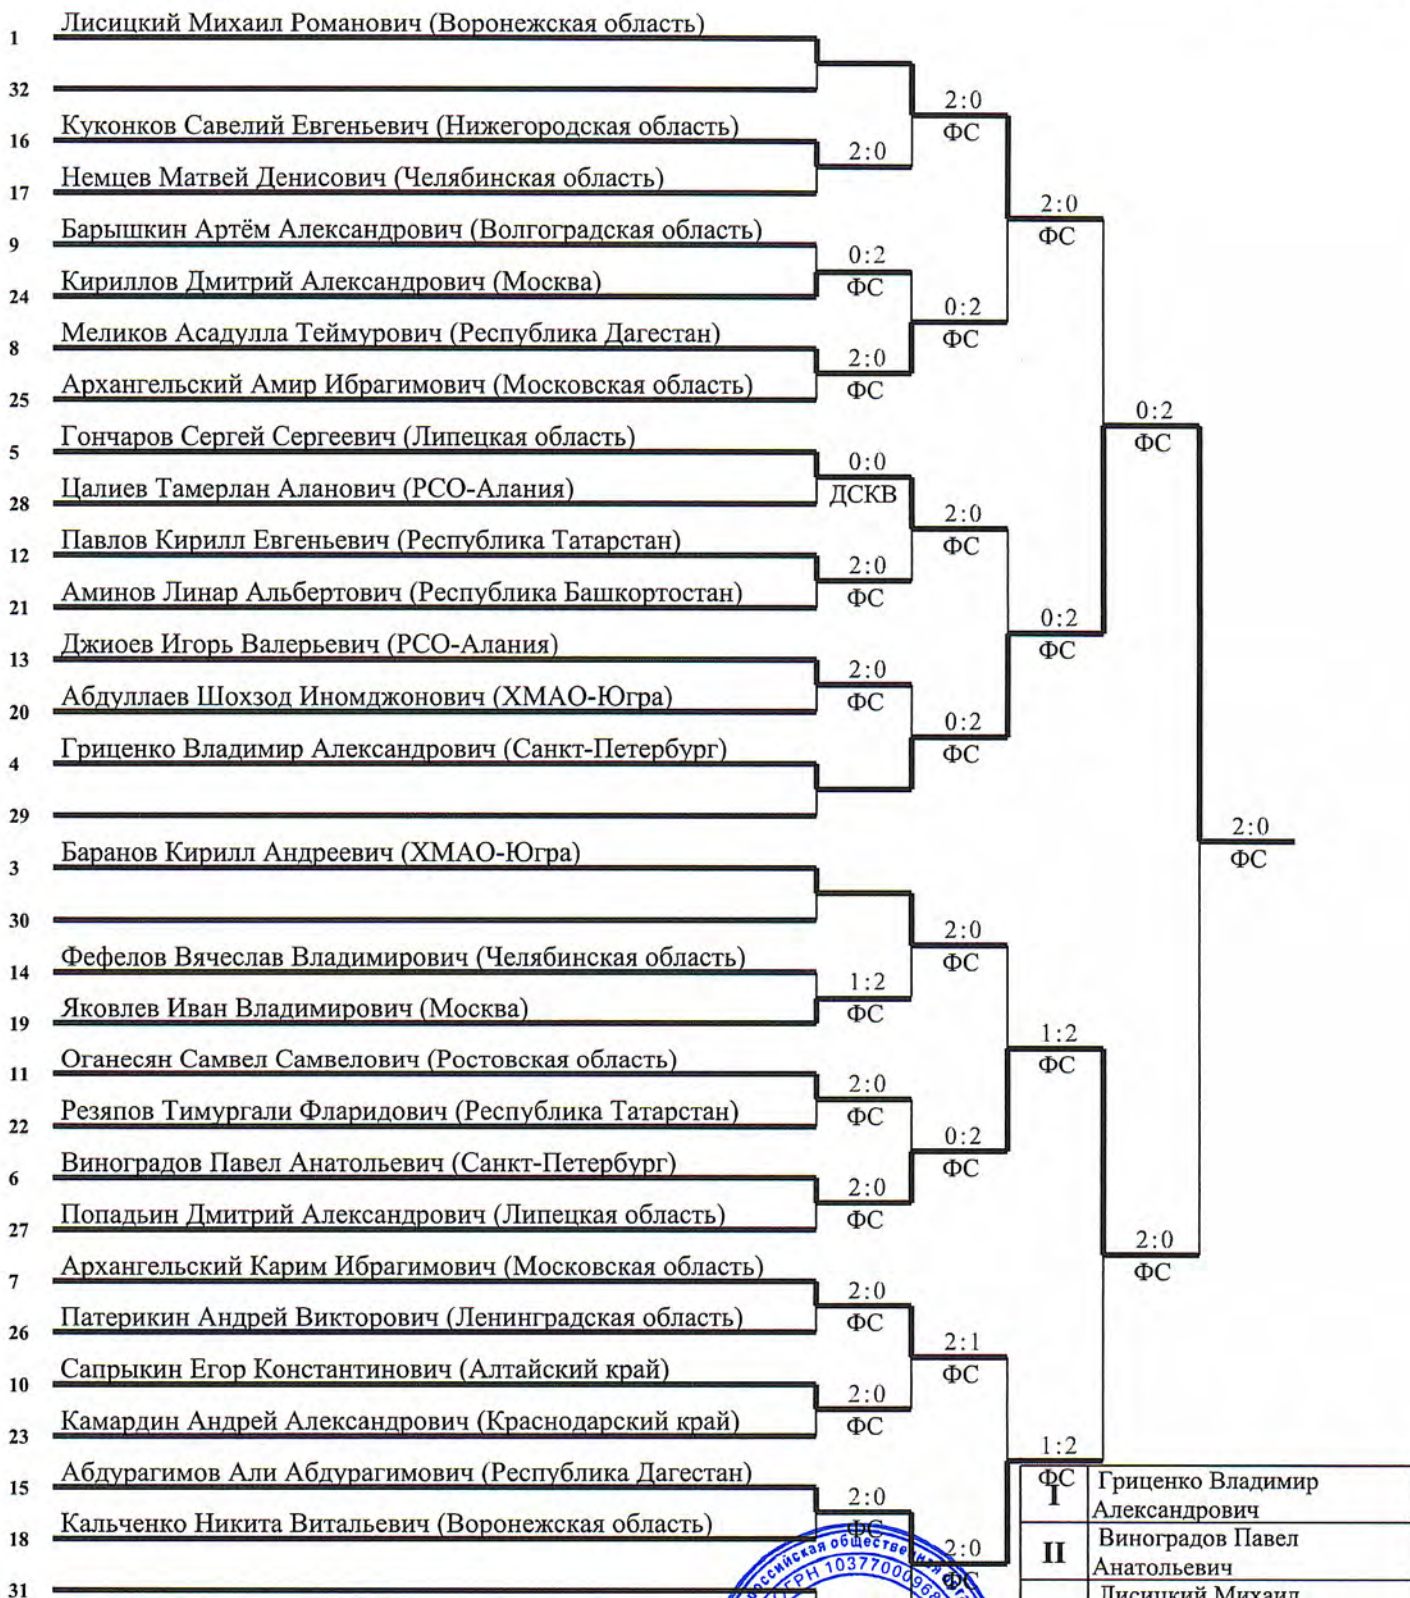 1 Лисицкий Михаил Романович (Воронежская область)
32
2:0
ФС
16 Куконков Савелий Евгеньевич (Нижегородская область)
2:0
17 Немцев Матвей Денисович (Челябинская область)
2:0
ФС
9 Барышкин Артём Александрович (Волгоградская область)
0:2
ФС
24 Кириллов Дмитрий Александрович (Москва)
0:2
ФС
8 Меликов Асадулла Теймурович (Республика Дагестан)
2:0
ФС
25 Архангельский Амир Ибрагимович (Московская область)
0:2
ФС
5 Гончаров Сергей Сергеевич (Липецкая область)
0:0
ДСКВ
28 Цалиев Тамерлан Аланович (РСО-Алания)
2:0
ФС
12 Павлов Кирилл Евгеньевич (Республика Татарстан)
2:0
ФС
21 Аминов Линар Альбертович (Республика Башкортостан)
0:2
ФС
13 Джиоев Игорь Валерьевич (РСО-Алания)
2:0
ФС
20 Абдуллаев Шохзод Иномджонович (ХМАО-Югра)
0:2
ФС
4 Гриценко Владимир Александрович (Санкт-Петербург)
29
2:0
ФС
3 Баранов Кирилл Андреевич (ХМАО-Югра)
30
2:0
ФС
14 Фефелов Вячеслав Владимирович (Челябинская область)
1:2
ФС
19 Яковлев Иван Владимирович (Москва)
1:2
ФС
11 Оганесян Самвел Самвелович (Ростовская область)
2:0
ФС
22 Резяпов Тимургали Фларидович (Республика Татарстан)
0:2
ФС
6 Виноградов Павел Анатольевич (Санкт-Петербург)
2:0
ФС
27 Попадьин Дмитрий Александрович (Липецкая область)
2:0
ФС
7 Архангельский Карим Ибрагимович (Московская область)
2:0
ФС
26 Патерикин Андрей Викторович (Ленинградская область)
2:1
ФС
10 Сапрыкин Егор Константинович (Алтайский край)
2:0
ФС
23 Камардин Андрей Александрович (Краснодарский край)
1:2
ФС
15 Абдурагимов Али Абдурагимович (Республика Дагестан)
2:0
ФС
18 Кальченко Никита Витальевич (Воронежская область)
2:0
ФС
31
I Гриценко Владимир
Александрович
II Виноградов Павел
Анатольевич
Лисицкий Михаил